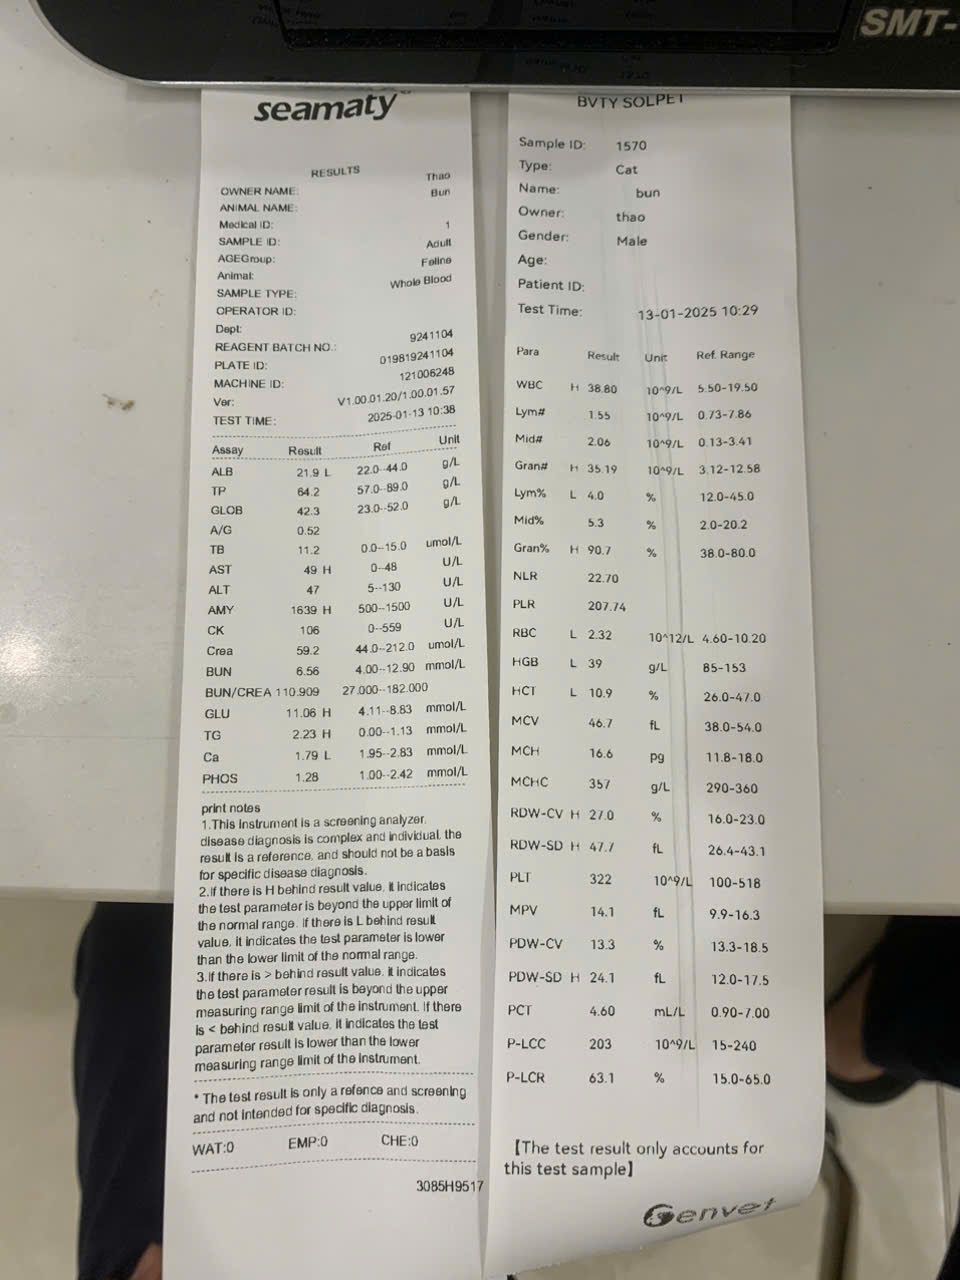 SMT-
seamaty
RESULTS
OWNER NAME: Thao
ANIMAL NAME: Bun
Medical ID:
SAMPLE ID: 1
AGEGroup: Adult
Animal: Feline
SAMPLE TYPE: Whole Blood
OPERATOR ID:
Dept:
REAGENT BATCH NO.: 9241104
PLATE ID: 019819241104
MACHINE ID: 121006248
Ver: V1.00.01.20/1.00.01.57
TEST TIME: 2025-01-13 10:38
Assay Result Ref Unit
ALB 21.9 L 22.0--44.0 g/L
TP 64.2 57.0--89.0 g/L
GLOB 42.3 23.0--52.0 g/L
A/G 0.52
TB 11.2 0.0--15.0 umol/L
AST 49 H 0--48 U/L
ALT 47 5--130 U/L
AMY 1639 H 500--1500 U/L
CK 106 0--559 U/L
Crea 59.2 44.0--212.0 umol/L
BUN 6.56 4.00--12.90 mmol/L
BUN/CREA 110.909 27.000--182.000
GLU 11.06 H 4.11--8.83 mmol/L
TG 2.23 H 0.00--1.13 mmol/L
Ca 1.79 L 1.95--2.83 mmol/L
PHOS 1.28 1.00--2.42 mmol/L
print notes
1.This instrument is a screening analyzer,
disease diagnosis is complex and individual, the
result is a reference, and should not be a basis
for specific disease diagnosis.
2.If there is H behind result value, it indicates
the test parameter is beyond the upper limit of
the normal range. If there is L behind result
value, it indicates the test parameter is lower
than the lower limit of the normal range.
3.If there is > behind result value, it indicates
the test parameter result is beyond the upper
measuring range limit of the instrument. If there
is < behind result value, it indicates the test
parameter result is lower than the lower
measuring range limit of the instrument.
* The test result is only a refence and screening
and not intended for specific diagnosis.
WAT:0 EMP:0 CHE:0
3085H9517
BVTY SOLPET
Sample ID: 1570
Type: Cat
Name: bun
Owner: thao
Gender: Male
Age:
Patient ID:
Test Time: 13-01-2025 10:29
Para Result Unit Ref. Range
WBC H 38.80 10^9/L 5.50-19.50
Lym# 1.55 10^9/L 0.73-7.86
Mid# 2.06 10^9/L 0.13-3.41
Gran# H 35.19 10^9/L 3.12-12.58
Lym% L 4.0 % 12.0-45.0
Mid% 5.3 % 2.0-20.2
Gran% H 90.7 % 38.0-80.0
NLR 22.70
PLR 207.74
RBC L 2.32 10^12/L 4.60-10.20
HGB L 39 g/L 85-153
HCT L 10.9 % 26.0-47.0
MCV 46.7 fL 38.0-54.0
MCH 16.6 pg 11.8-18.0
MCHC 357 g/L 290-360
RDW-CV H 27.0 % 16.0-23.0
RDW-SD H 47.7 fL 26.4-43.1
PLT 322 10^9/L 100-518
MPV 14.1 fL 9.9-16.3
PDW-CV 13.3 % 13.3-18.5
PDW-SD H 24.1 fL 12.0-17.5
PCT 4.60 mL/L 0.90-7.00
P-LCC 203 10^9/L 15-240
P-LCR 63.1 % 15.0-65.0
【The test result only accounts for
this test sample】
Genvet